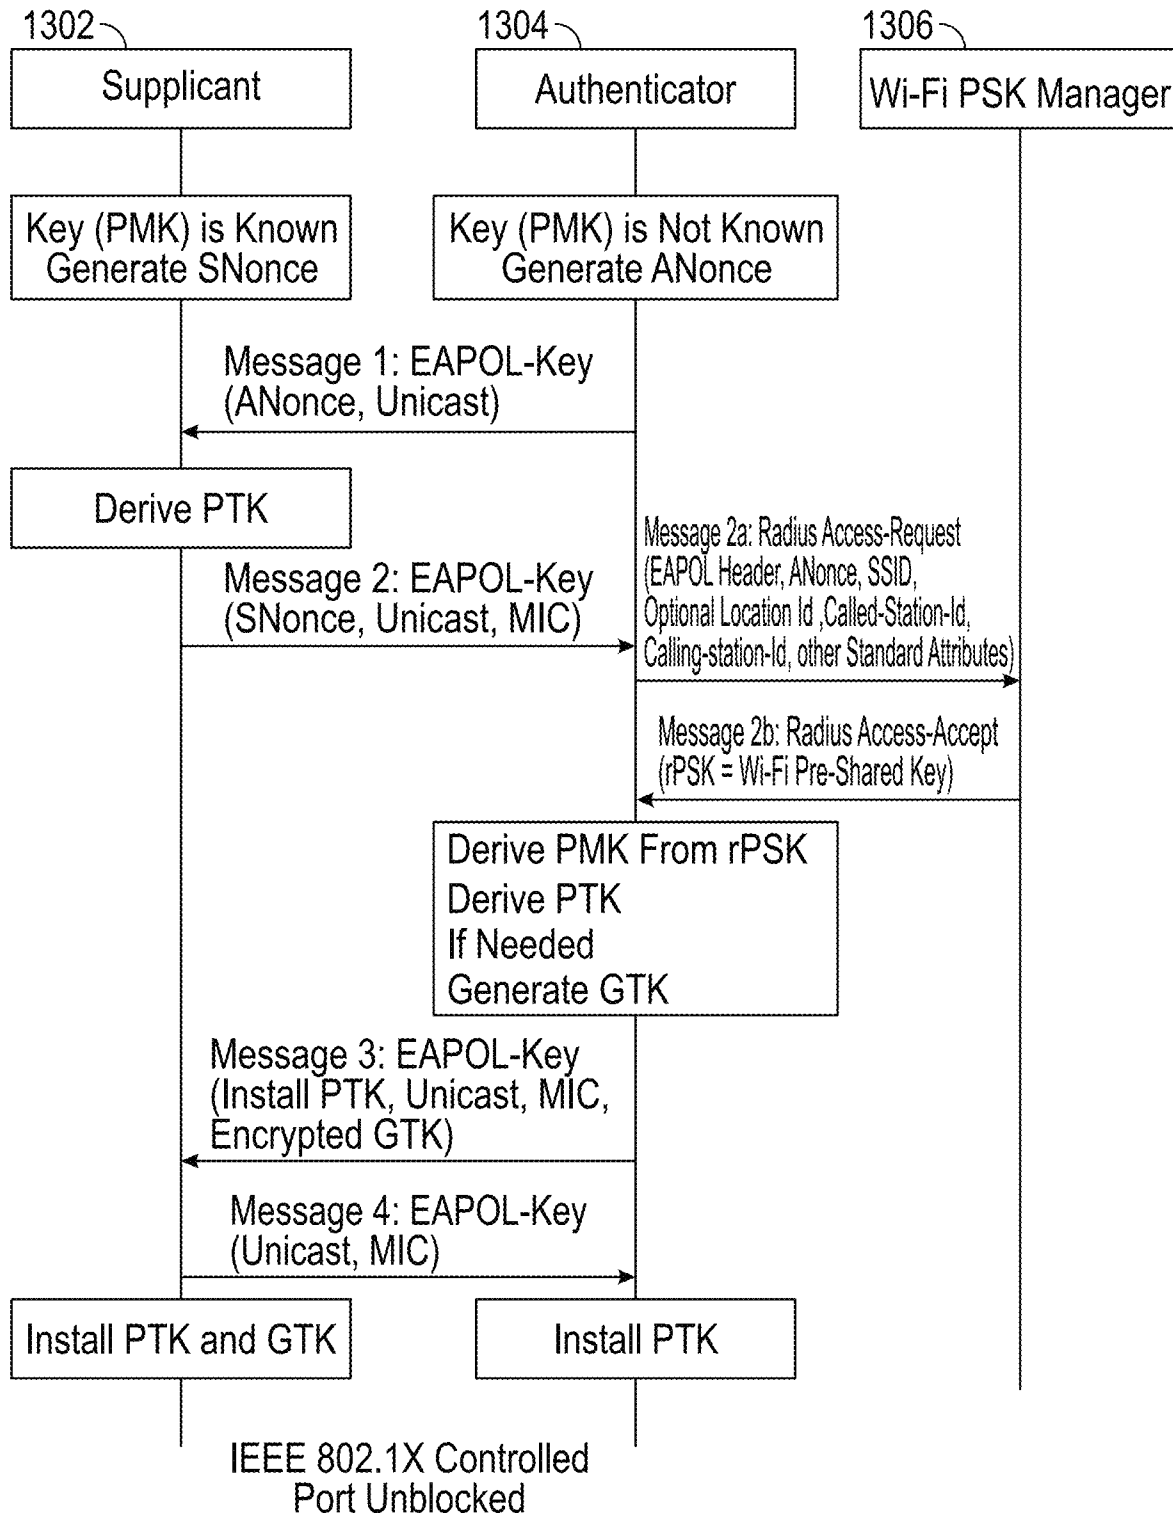 1302
1304
1306
Supplicant
Authenticator
Wi-Fi PSK Manager
Key (PMK) is Known
Generate SNonce
Key (PMK) is Not Known
Generate ANonce
Message 1: EAPOL-Key
(ANonce, Unicast)
Derive PTK
Message 2: EAPOL-Key
(SNonce, Unicast, MIC)
Message 2a: Radius Access-Request
(EAPOL Header, ANonce, SSID,
Optional Location Id ,Called-Station-Id,
Calling-station-Id, other Standard Attributes)
Message 2b: Radius Access-Accept
(rPSK = Wi-Fi Pre-Shared Key)
Derive PMK From rPSK
Derive PTK
If Needed
Generate GTK
Message 3: EAPOL-Key
(Install PTK, Unicast, MIC,
Encrypted GTK)
Message 4: EAPOL-Key
(Unicast, MIC)
Install PTK and GTK
Install PTK
IEEE 802.1X Controlled
Port Unblocked